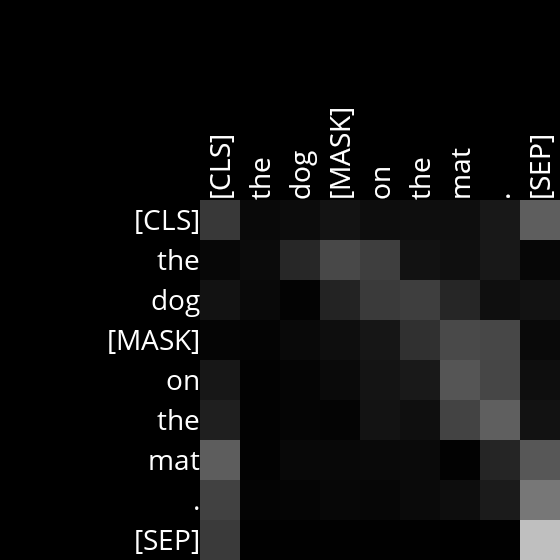 [CLS] the dog [MASK] on the mat . [SEP]
[CLS]
the
dog
[MASK]
on
the
mat
.
[SEP]